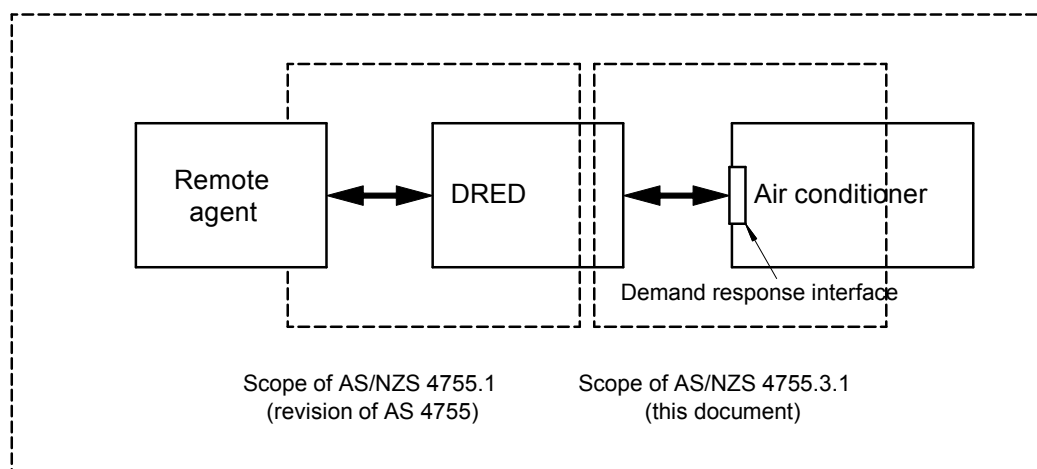 Remote
agent
DRED
Air conditioner
Demand response interface
Scope of AS/NZS 4755.1
(revision of AS 4755)
Scope of AS/NZS 4755.3.1
(this document)